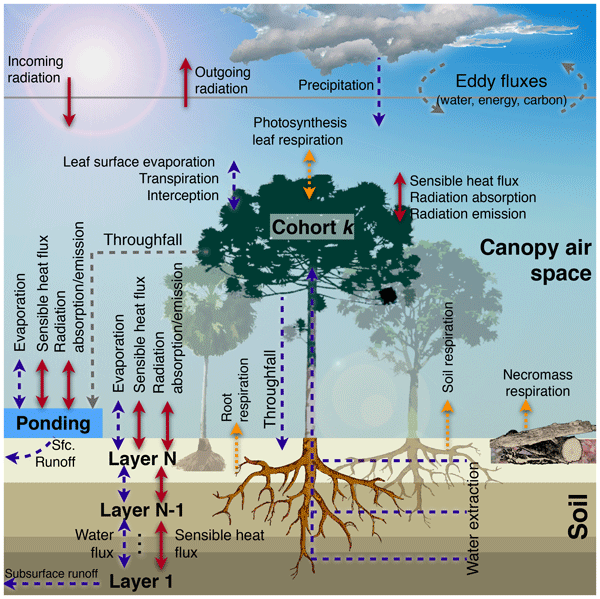 Incoming
radiation
Outgoing
radiation
Precipitation
Eddy fluxes
(water, energy, carbon)
Photosynthesis
leaf respiration
Leaf surface evaporation
Transpiration
Interception
Sensible heat flux
Radiation absorption
Radiation emission
Cohort k
Canopy air
space
Throughfall
Evaporation
Sensible heat flux
Radiation
absorption/emission
Evaporation
Sensible heat flux
Radiation
absorption/emission
Root
respiration
Throughfall
Soil respiration
Necromass
respiration
Ponding
Sfc.
Runoff
Layer N
Layer N-1
Water
flux
Sensible heat
flux
Water extraction
Soil
Subsurface runoff
Layer 1